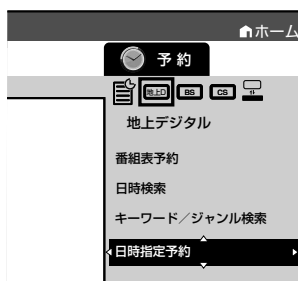 ホーム
予約
地上D BS CS
地上デジタル
番組表予約
日時検索
キーワード／ジャンル検索
日時指定予約